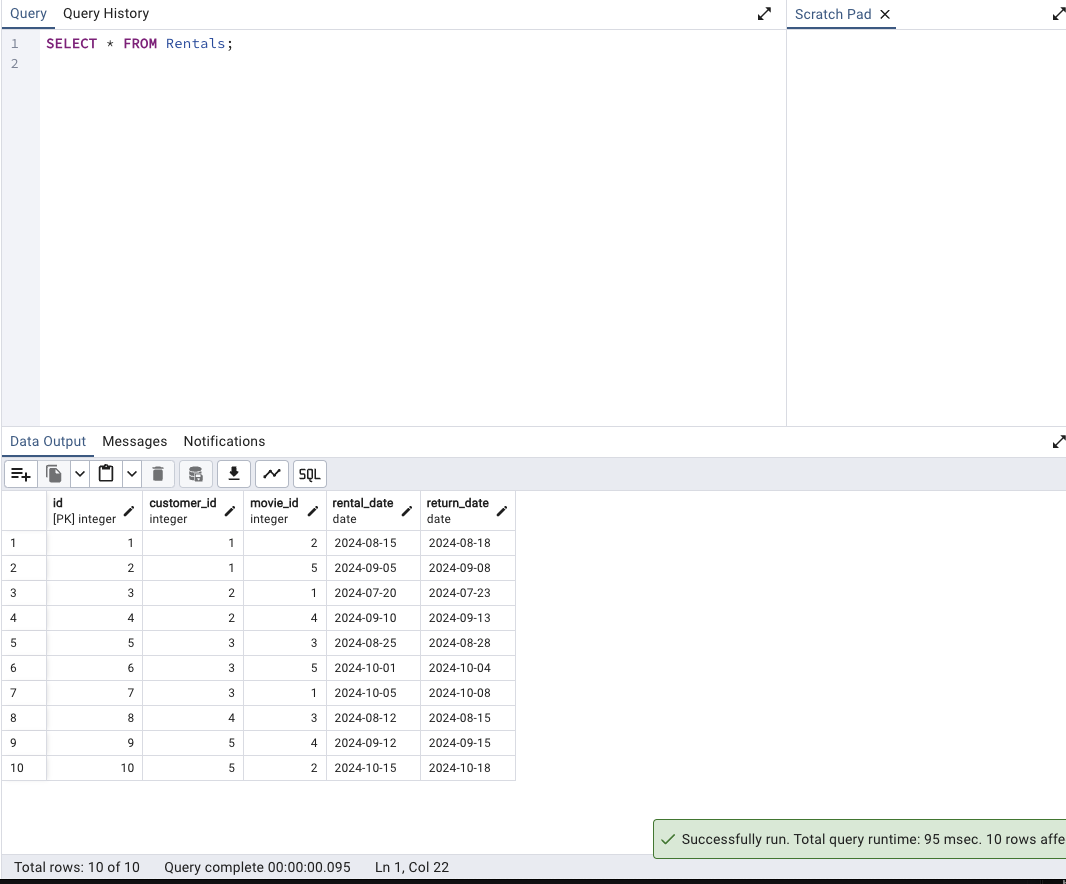 Query Query History Scratch Pad
1 SELECT * FROM Rentals;
2
Data Output Messages Notifications
SQL
id customer_id movie_id rental_date return_date
[PK] integer integer integer date date
1 1 1 2 2024-08-15 2024-08-18
2 2 1 5 2024-09-05 2024-09-08
3 3 2 1 2024-07-20 2024-07-23
4 4 2 4 2024-09-10 2024-09-13
5 5 3 3 2024-08-25 2024-08-28
6 6 3 5 2024-10-01 2024-10-04
7 7 3 1 2024-10-05 2024-10-08
8 8 4 3 2024-08-12 2024-08-15
9 9 5 4 2024-09-12 2024-09-15
10 10 5 2 2024-10-15 2024-10-18
Successfully run. Total query runtime: 95 msec. 10 rows affe
Total rows: 10 of 10 Query complete 00:00:00.095 Ln 1, Col 22